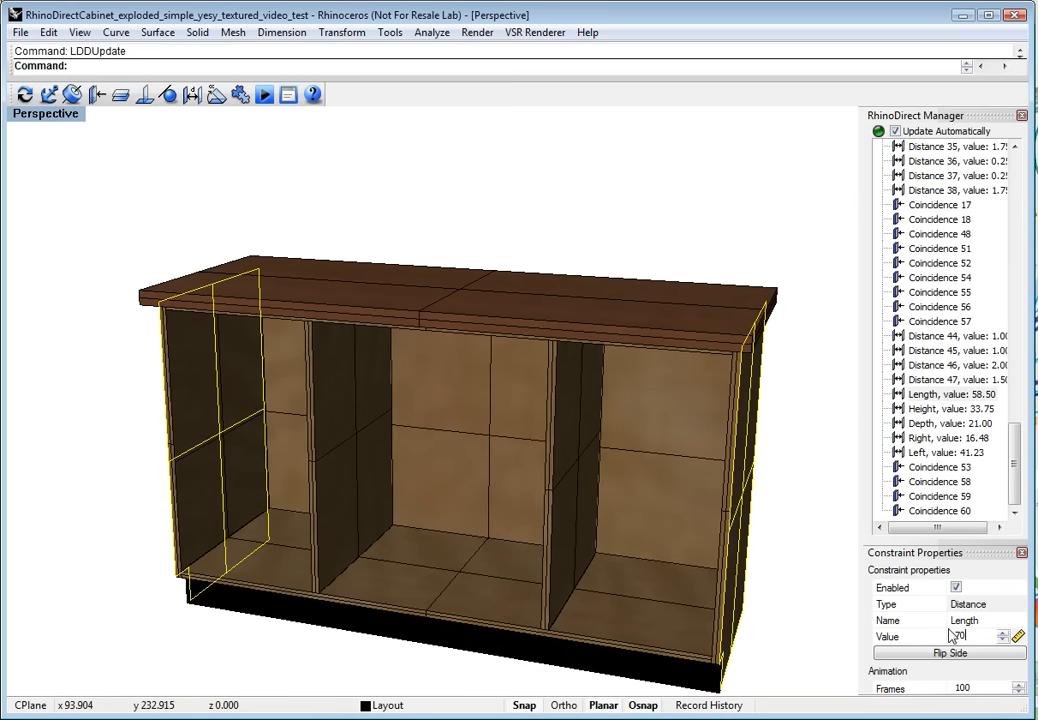 RhinoDirectCabinet_exploded_simple_yesy_textured_video_test - Rhinoceros (Not For Resale Lab) - [Perspective]
File Edit View Curve Surface Solid Mesh Dimension Transform Tools Analyze Render VSR Renderer Help
Command: LDDUpdate
Command:
Perspective
RhinoDirect Manager
Update Automatically
Distance 35, value: 1.75
Distance 36, value: 0.25
Distance 37, value: 0.25
Distance 38, value: 1.75
Coincidence 17
Coincidence 18
Coincidence 48
Coincidence 51
Coincidence 52
Coincidence 54
Coincidence 55
Coincidence 56
Coincidence 57
Distance 44, value: 1.00
Distance 45, value: 1.00
Distance 46, value: 2.00
Distance 47, value: 1.50
Length, value: 58.50
Height, value: 33.75
Depth, value: 21.00
Right, value: 16.48
Left, value: 41.23
Coincidence 53
Coincidence 58
Coincidence 59
Coincidence 60
Constraint Properties
Constraint properties
Enabled
Type Distance
Name Length
Value 70
Flip Side
Animation
Frames 100
CPlane x 93.904 y 232.915 z 0.000 Layout Snap Ortho Planar Osnap Record History